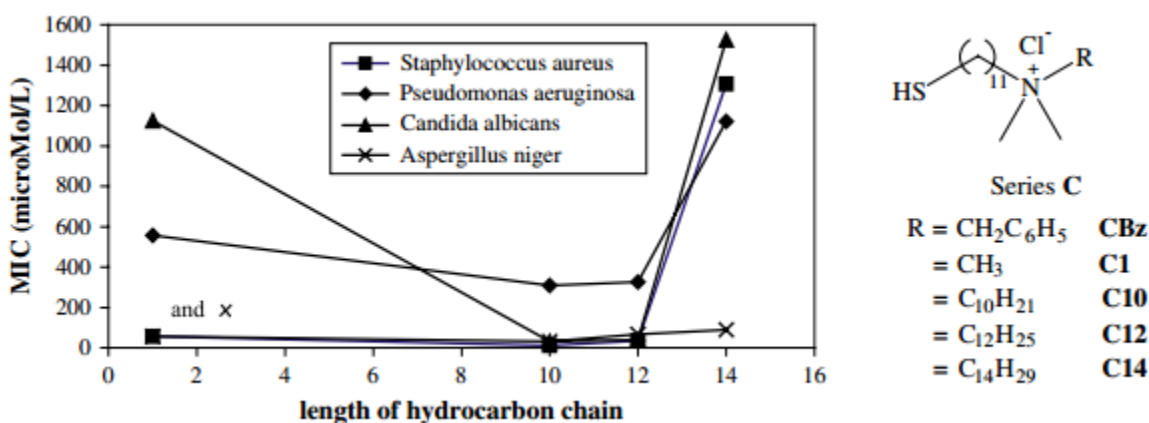 1600
1400
1200
1000
800
600
400
200
0
MIC (microMol/L)
Staphylococcus aureus
Pseudomonas aeruginosa
Candida albicans
Aspergillus niger
and ×
0 2 4 6 8 10 12 14 16
length of hydrocarbon chain
HS
11
Cl⁻
N⁺
R
Series C
R = CH₂C₆H₅ CBz
= CH₃ C1
= C₁₀H₂₁ C10
= C₁₂H₂₅ C12
= C₁₄H₂₉ C14